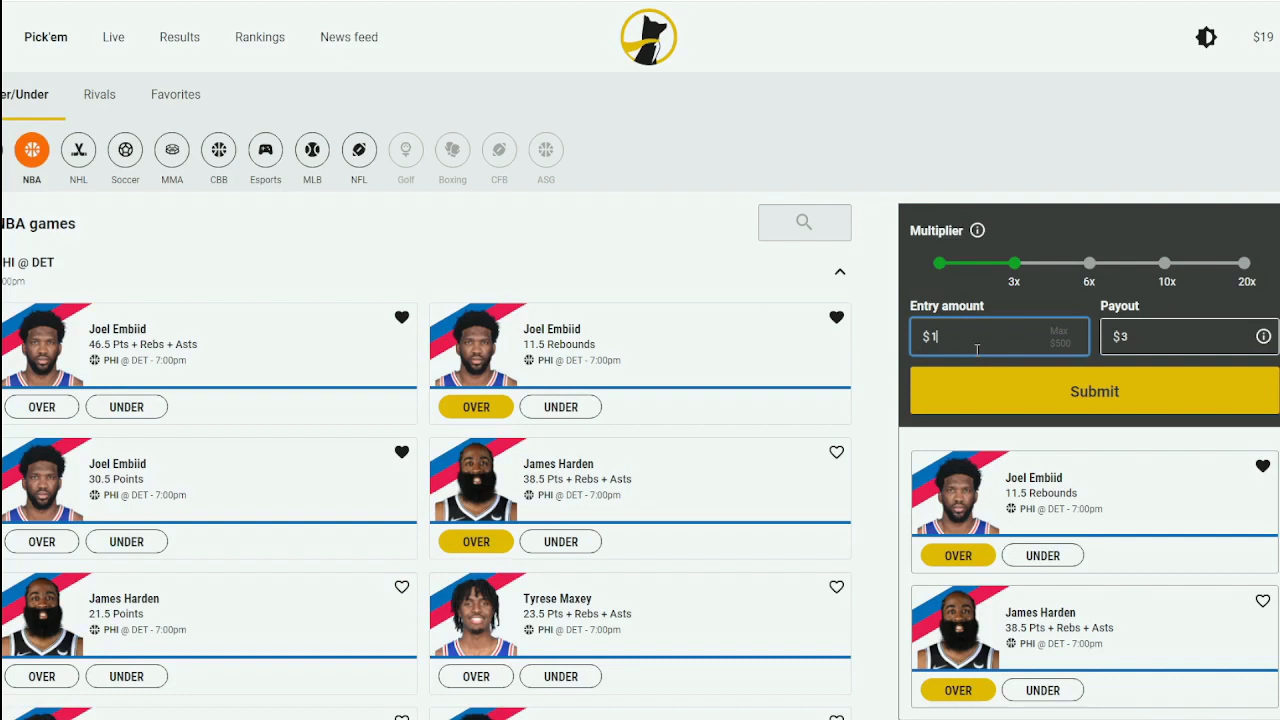 Pick'em
Live
Results
Rankings
News feed
$19
er/Under
Rivals
Favorites
NBA
NHL
Soccer
MMA
CBB
Esports
MLB
NFL
Golf
Boxing
CFB
ASG
NBA games
HI @ DET
:00pm
Joel Embiid
46.5 Pts + Rebs + Asts
PHI @ DET - 7:00pm
OVER
UNDER
Joel Embiid
11.5 Rebounds
PHI @ DET - 7:00pm
OVER
UNDER
Joel Embiid
30.5 Points
PHI @ DET - 7:00pm
OVER
UNDER
James Harden
38.5 Pts + Rebs + Asts
PHI @ DET - 7:00pm
OVER
UNDER
James Harden
21.5 Points
PHI @ DET - 7:00pm
OVER
UNDER
Tyrese Maxey
23.5 Pts + Rebs + Asts
PHI @ DET - 7:00pm
OVER
UNDER
Multiplier
3x
6x
10x
20x
Entry amount
Payout
$1
Max
$500
$3
Submit
Joel Embiid
11.5 Rebounds
PHI @ DET - 7:00pm
OVER
UNDER
James Harden
38.5 Pts + Rebs + Asts
PHI @ DET - 7:00pm
OVER
UNDER